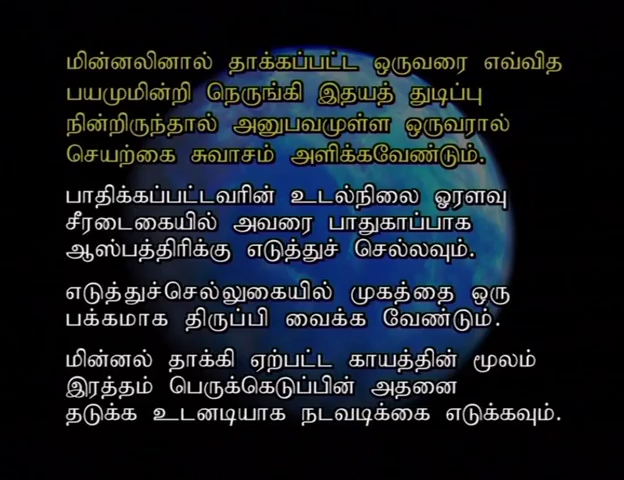 மின்னலினால் தாக்கப்பட்ட ஒருவரை எவ்வித
பயமுமின்றி நெருங்கி இதயத் துடிப்பு
நின்றிருந்தால் அனுபவமுள்ள ஒருவரால்
செயற்கை சுவாசம் அளிக்கவேண்டும்.
பாதிக்கப்பட்டவரின் உடல்நிலை ஓரளவு
சீரடைகையில் அவரை பாதுகாப்பாக
ஆஸ்பத்திரிக்கு எடுத்துச் செல்லவும்.
எடுத்துச்செல்லுகையில் முகத்தை ஒரு
பக்கமாக திருப்பி வைக்க வேண்டும்.
மின்னல் தாக்கி ஏற்பட்ட காயத்தின் மூலம்
இரத்தம் பெருக்கெடுப்பின் அதனை
தடுக்க உடனடியாக நடவடிக்கை எடுக்கவும்.